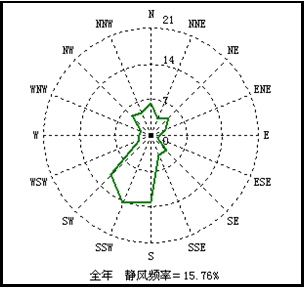 N
21
NNW
NNE
NW
14
NE
WNW
7
ENE
W
0
E
WSW
ESE
SW
SE
SSW
SSE
S
全年 静风频率=15.76%